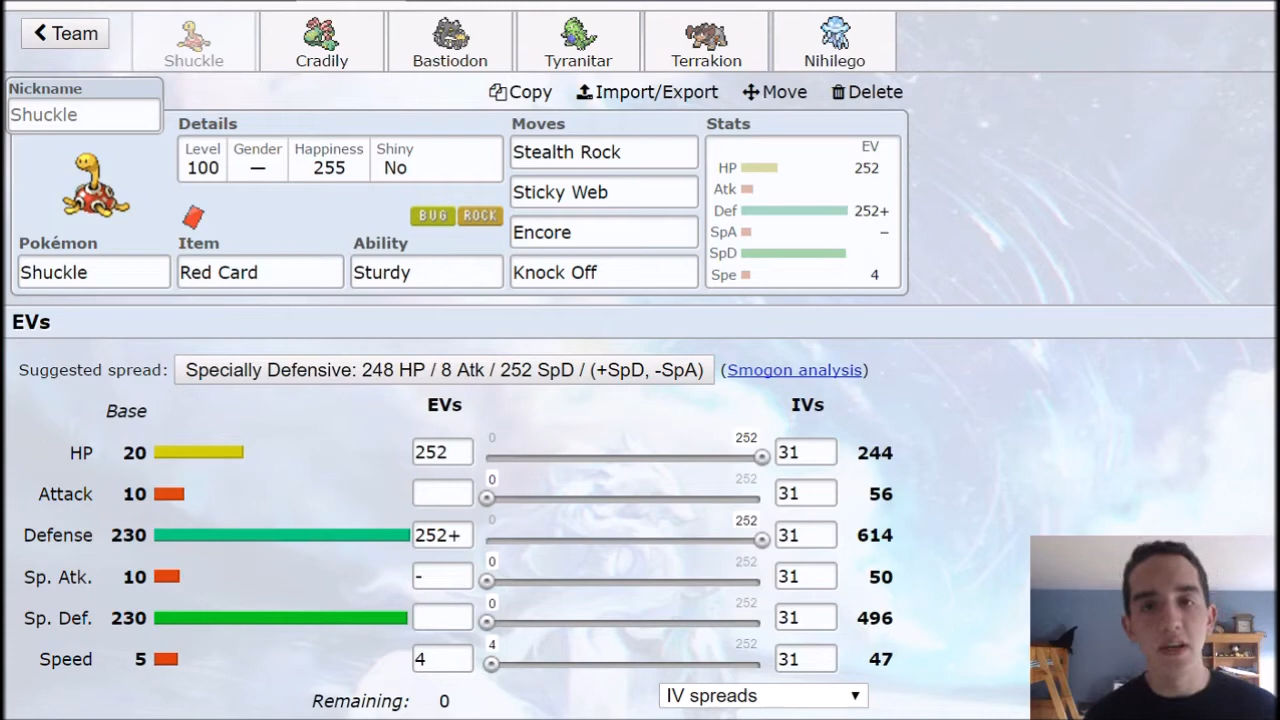 Team
Shuckle Cradily Bastiodon Tyranitar Terrakion Nihilego
Nickname
Shuckle
Copy Import/Export Move Delete
Details Moves Stats
Level Gender Happiness Shiny
100 — 255 No
BUG ROCK
Pokémon Item Ability
Shuckle Red Card Sturdy
Stealth Rock
Sticky Web
Encore
Knock Off
EV
HP 252
Atk
Def 252+
SpA –
SpD
Spe 4
EVs
Suggested spread: Specially Defensive: 248 HP / 8 Atk / 252 SpD / (+SpD, -SpA) (Smogon analysis)
Base EVs IVs
HP 20 252 0 252 31 244
Attack 10 0 252 31 56
Defense 230 252+ 0 252 31 614
Sp. Atk. 10 - 0 252 31 50
Sp. Def. 230 0 252 31 496
Speed 5 4 4 252 31 47
Remaining: 0 IV spreads